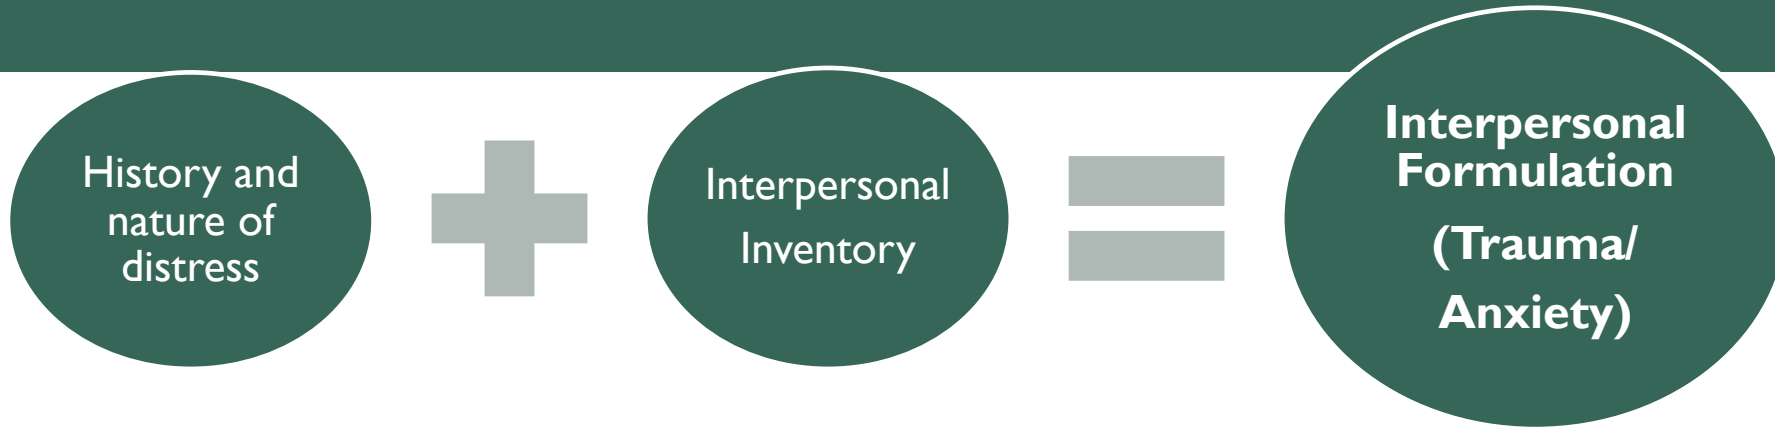 History and
nature of
distress
Interpersonal
Inventory
Interpersonal
Formulation
(Trauma/
Anxiety)